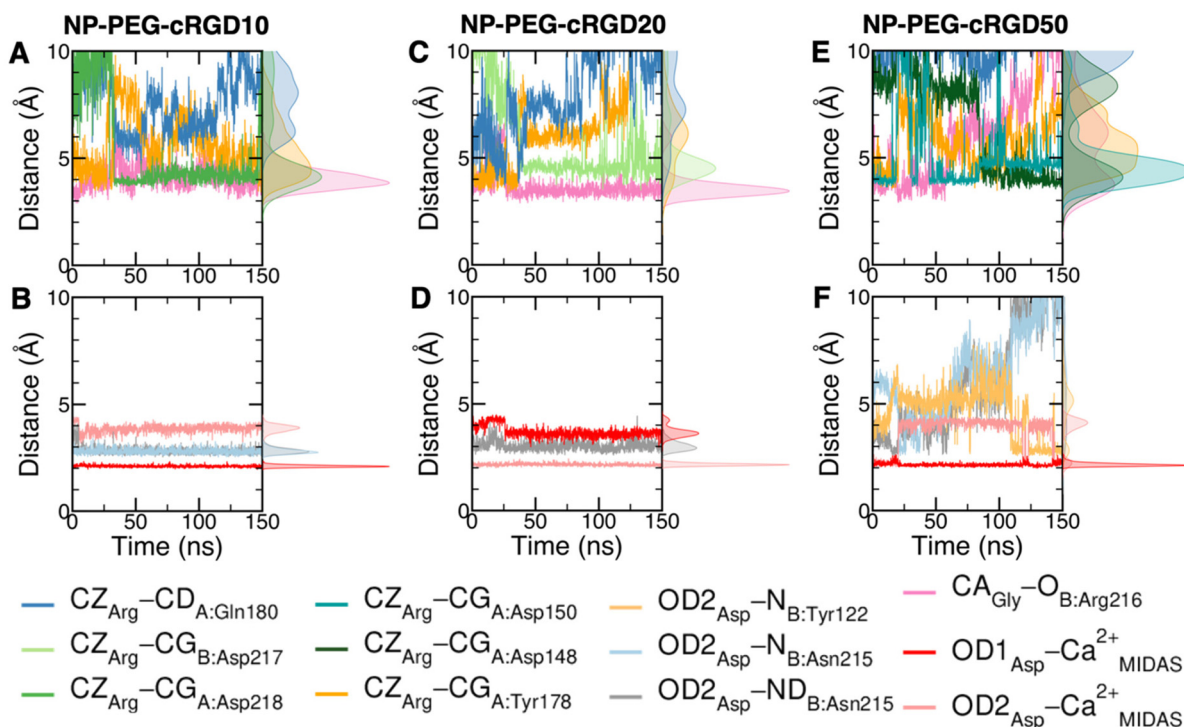 NP-PEG-cRGD10 NP-PEG-cRGD20 NP-PEG-cRGD50
A C E
Distance (Å) Distance (Å) Distance (Å)
10 10 10
5 5 5
0 0 0
0 50 100 150 0 50 100 150 0 50 100 150
B D F
Distance (Å) Distance (Å) Distance (Å)
10 10 10
5 5 5
0 0 0
0 50 100 150 0 50 100 150 0 50 100 150
Time (ns) Time (ns) Time (ns)
CZArg–CDA:Gln180
CZArg–CGB:Asp217
CZArg–CGA:Asp218
CZArg–CGA:Asp150
CZArg–CGA:Asp148
CZArg–CGA:Tyr178
OD2Asp–NB:Tyr122
OD2Asp–NB:Asn215
OD2Asp–NDB:Asn215
CAGly–OB:Arg216
OD1Asp–Ca2+MIDAS
OD2Asp–Ca2+MIDAS